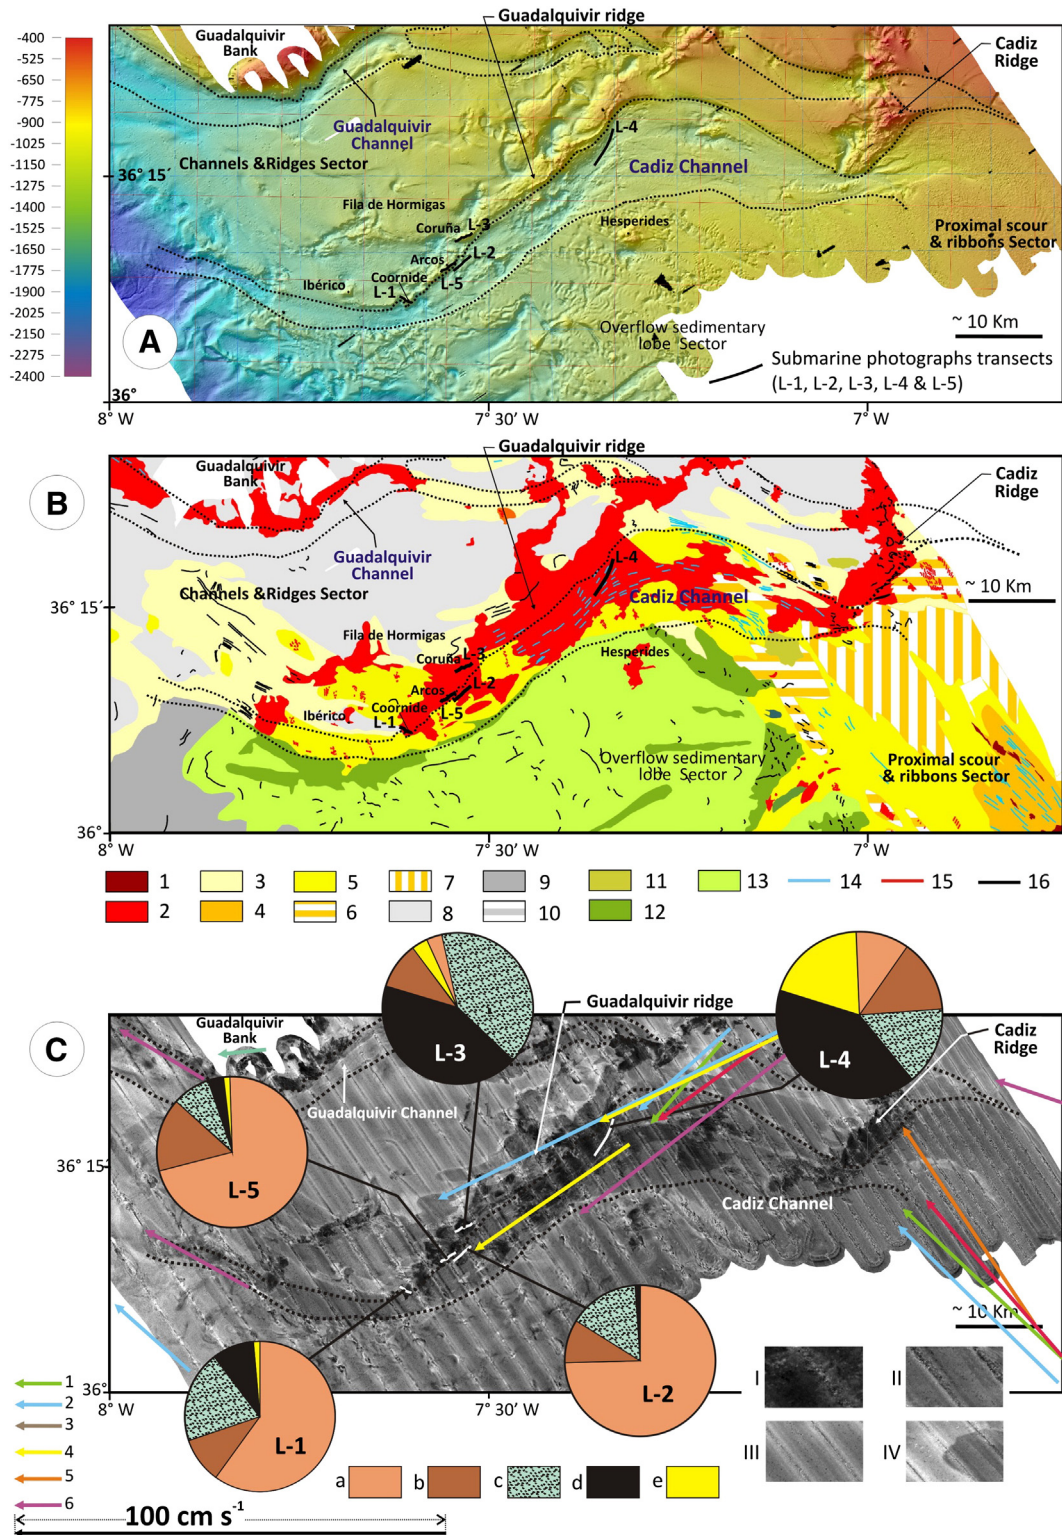 Guadalquivir ridge
-400
-525
-650
-775
-900
-1025
-1150
-1275
-1400
-1525
-1650
-1775
-1900
-2025
-2150
-2275
-2400
Guadalquivir
Bank
Cadiz
Ridge
L-4
Guadalquivir
Channel
Channels &Ridges Sector
Cadiz Channel
36° 15′
Fila de Hormigas
Coruña
L-3
Hesperides
Proximal scour
& ribbons Sector
Arcos
L-2
Coornide
L-5
Ibérico
L-1
A
Overflow sedimentary
lobe Sector
~ 10 Km
Submarine photographs transects
(L-1, L-2, L-3, L-4 & L-5)
36°
8° W
7° 30′ W
7° W
Guadalquivir ridge
B
Guadalquivir
Bank
Cadiz
Ridge
Guadalquivir
Channel
L-4
~ 10 Km
Channels &Ridges Sector
Cadiz Channel
36° 15′
Fila de Hormigas
Coruña
L-3
Hesperides
Arcos
L-2
Coornide
L-5
Ibérico
L-1
Overflow sedimentary
lobe Sector
Proximal scour
& ribbons Sector
36°
8° W
7° 30′ W
7° W
1 3 5 7 9 11 13 14 15 16
2 4 6 8 10 12
C
Guadalquivir
Bank
L-3
Guadalquivir ridge
L-4
Cadiz
Ridge
Guadalquivir Channel
36° 15′
L-5
Cadiz Channel
~ 10 Km
L-2
L-1
36°
8° W
7° 30′ W
I
II
III
IV
1
2
3
4
5
6
a b c d e
100 cm s-1